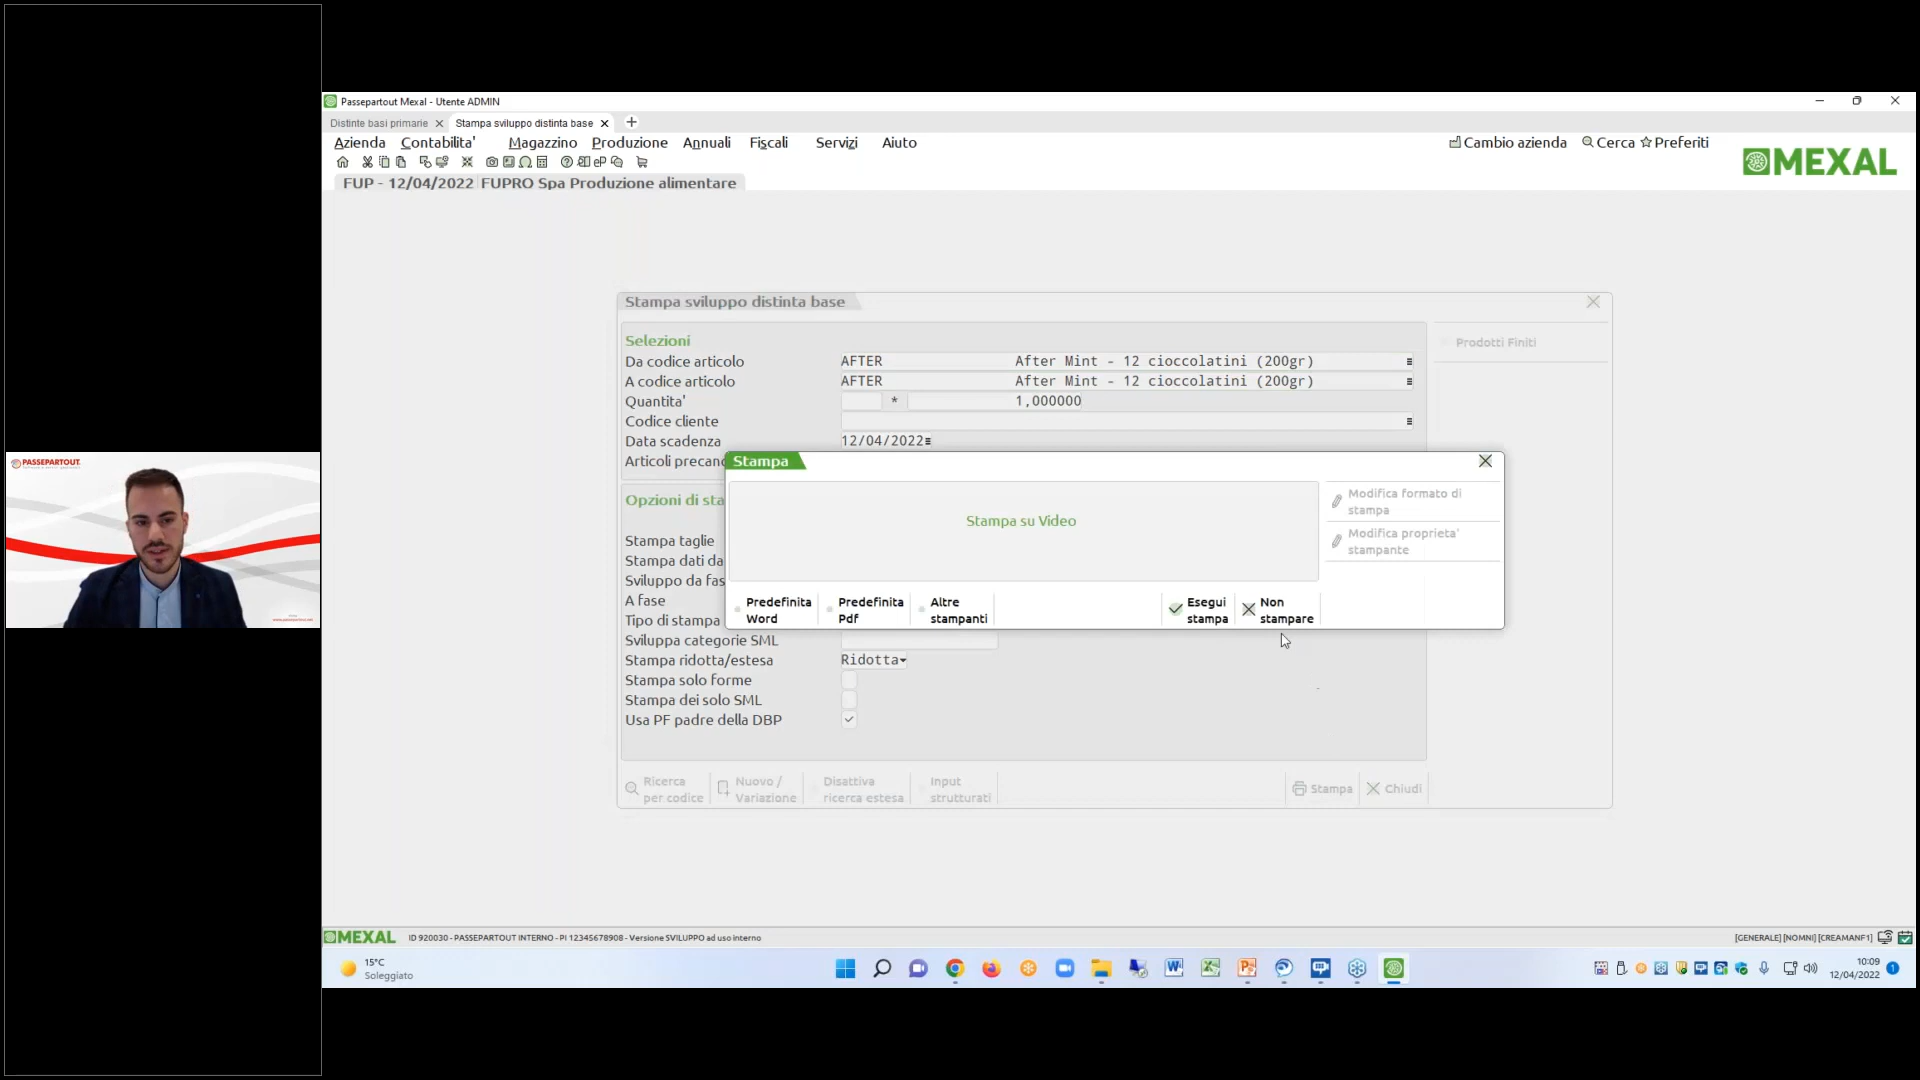 Passepartout Mexal - Utente ADMIN
Distinte basi primarie
Stampa sviluppo distinta base
Azienda Contabilita' Magazzino Produzione Annuali Fiscali Servizi Aiuto
Cambio azienda Cerca Preferiti
MEXAL
FUP - 12/04/2022 FUPRO Spa Produzione alimentare
Stampa sviluppo distinta base
Selezioni
Prodotti Finiti
Da codice articolo AFTER After Mint - 12 cioccolatini (200gr)
A codice articolo AFTER After Mint - 12 cioccolatini (200gr)
Quantita' * 1,000000
Codice cliente
Data scadenza 12/04/2022
Articoli precan
Stampa
Stampa su Video
Modifica formato di
stampa
Modifica proprieta'
stampante
Predefinita
Word
Predefinita
Pdf
Altre
stampanti
Esegui
stampa
Non
stampare
Opzioni di sta
Stampa taglie
Stampa dati da
Sviluppo da fas
A fase
Tipo di stampa
Sviluppa categorie SML
Stampa ridotta/estesa Ridotta
Stampa solo forme
Stampa dei solo SML
Usa PF padre della DBP
Ricerca
per codice
Nuovo /
Variazione
Disattiva
ricerca estesa
Input
strutturati
Stampa
Chiudi
PASSEPARTOUT
MEXAL ID 920030 - PASSEPARTOUT INTERNO - PI 12345678908 - Versione SVILUPPO ad uso interno
[GENERALE] [NOMNI] [CREAMANF1]
15°C
Soleggiato
10:09
12/04/2022
1